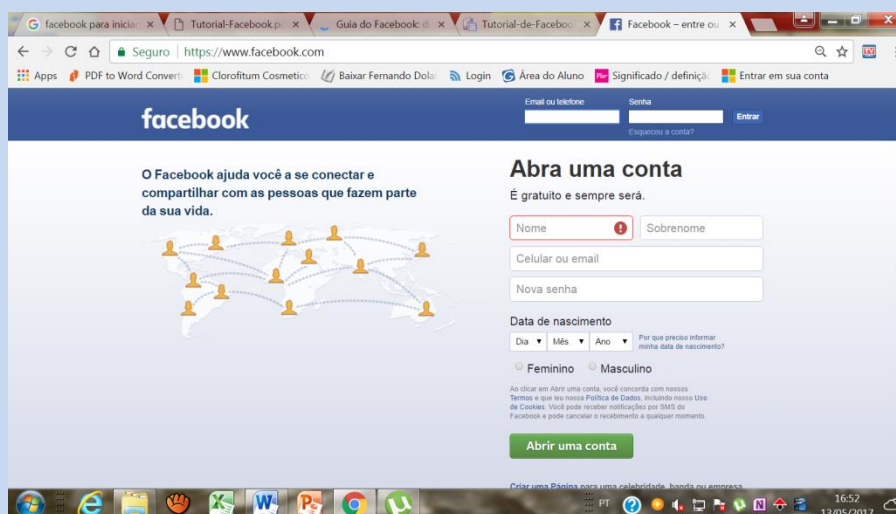 facebook para iniciar
Tutorial-Facebook.p
Guia do Facebook: d
Tutorial-de-Faceboo
Facebook – entre ou
Seguro | https://www.facebook.com
Apps
PDF to Word Convert
Clorofitum Cosmetico
Baixar Fernando Dola
Login
Área do Aluno
Significado / definiçã
Entrar em sua conta
facebook
Email ou telefone
Senha
Entrar
Esqueceu a conta?
O Facebook ajuda você a se conectar e
compartilhar com as pessoas que fazem parte
da sua vida.
Abra uma conta
É gratuito e sempre será.
Nome
Sobrenome
Celular ou email
Nova senha
Data de nascimento
Dia
Mês
Ano
Por que preciso informar
minha data de nascimento?
Feminino
Masculino
Ao clicar em Abrir uma conta, você concorda com nossos
Termos e que leu nossa Política de Dados, incluindo nosso Uso
de Cookies. Você pode receber notificações por SMS do
Facebook e pode cancelar o recebimento a qualquer momento.
Abrir uma conta
Criar uma Página para uma celebridade, banda ou empresa.
PT
16:52
13/05/2017